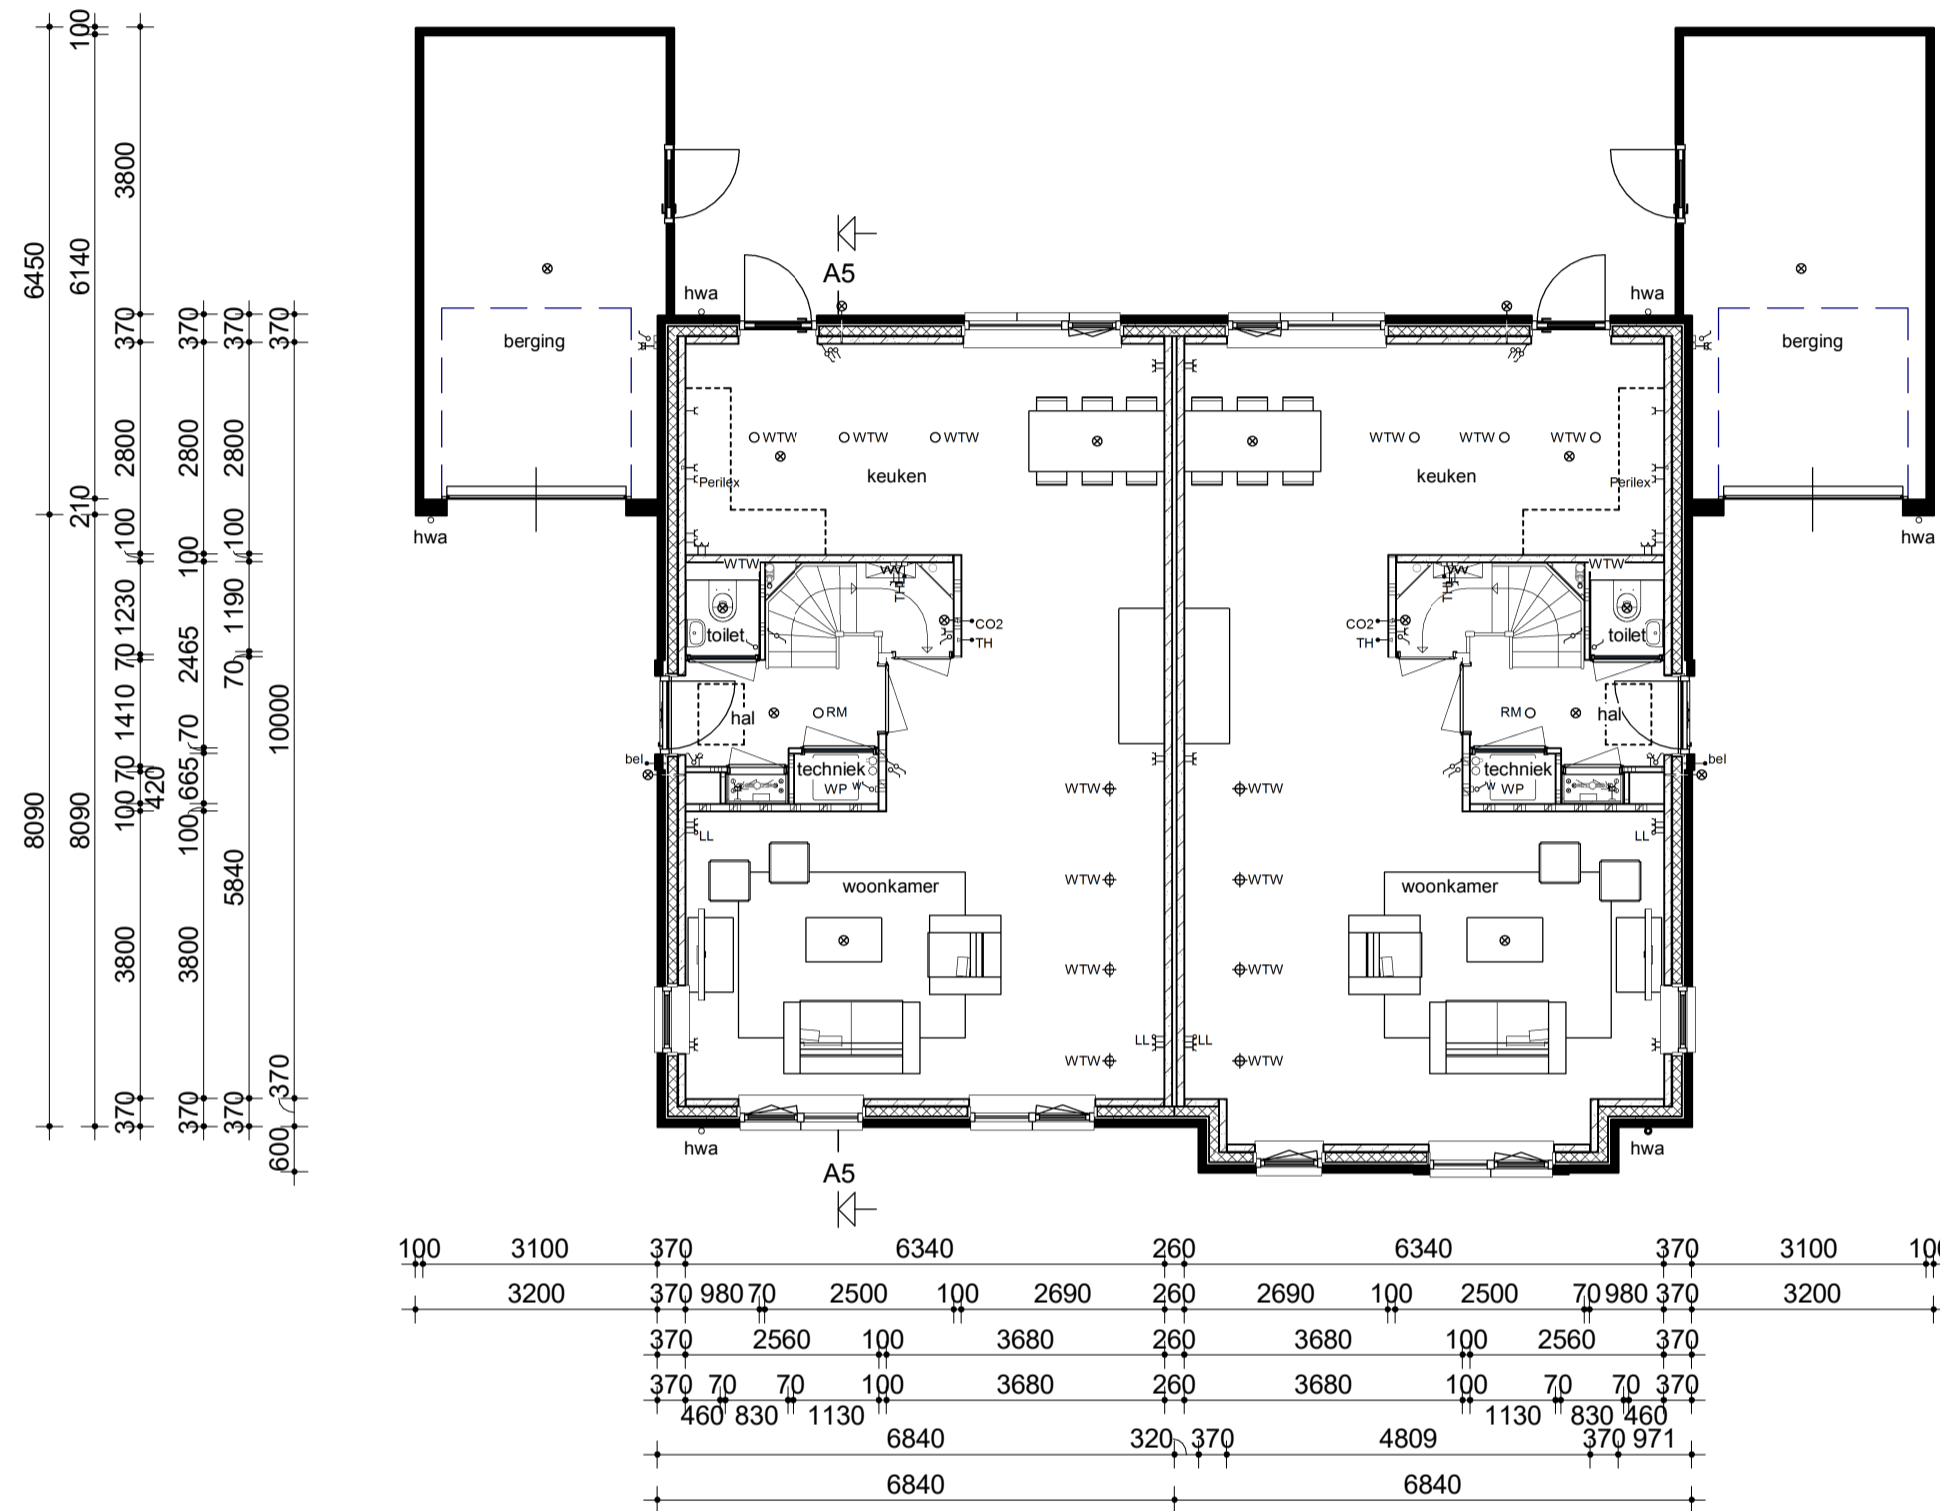 100
3800
6450
6140
370 370 370 370
2800 2800 2800
210
100 100 100
1230 1190
70 2465 70
1410 70 10000
70 420 665
100 100
8090 8090 5840
3800 3800
370 370 370 370
600
berging
hwa
A5
hwa
hwa
berging
hwa
hwa
WTW WTW WTW
keuken
Perilex
WTW WTW WTW
keuken
Perilex
WTW
toilet
CO2
TH
WTW
toilet
CO2
TH
hal
RM
RM
hal
bel
techniek
WP
W
techniek
WP
W
bel
WTW WTW
LL LL
WTW WTW
woonkamer woonkamer
WTW WTW
LL LL
WTW WTW
hwa
A5
hwa
100 3100 370 6340 260 6340 370 3100 100
3200 370 980 70 2500 100 2690 260 2690 100 2500 70 980 370 3200
370 2560 100 3680 260 3680 100 2560 370
370 70 70 100 3680 260 3680 100 70 70 370
460 830 1130 1130 830 460
6840 320 370 4809 370 971
6840 6840